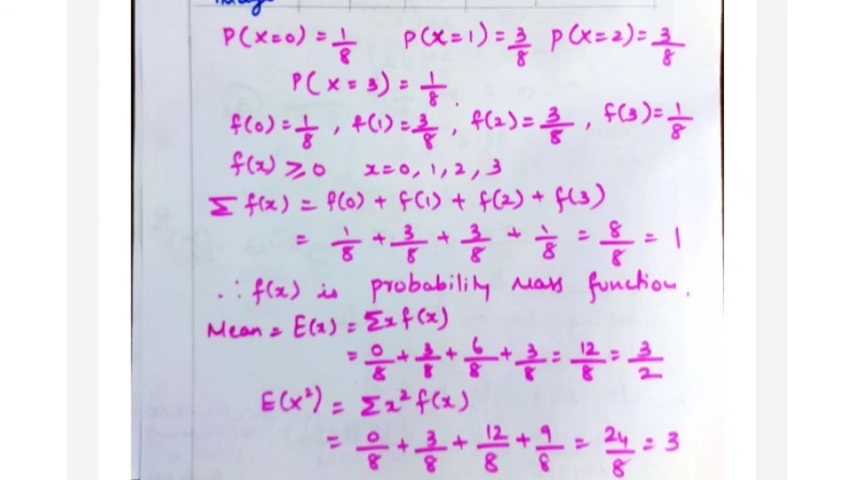 P(X=0) = 1/8 P(X=1) = 3/8 P(X=2) = 3/8
P(X=3) = 1/8.
f(0) = 1/8, f(1) = 3/8, f(2) = 3/8, f(3) = 1/8
f(x) ≥ 0 x = 0, 1, 2, 3
Σ f(x) = f(0) + f(1) + f(2) + f(3)
= 1/8 + 3/8 + 3/8 + 1/8 = 8/8 = 1
∴ f(x) is probability mass function.
Mean = E(x) = Σx f(x)
= 0/8 + 3/8 + 6/8 + 3/8 = 12/8 = 3/2
E(X²) = Σx² f(x)
= 0/8 + 3/8 + 12/8 + 9/8 = 24/8 = 3